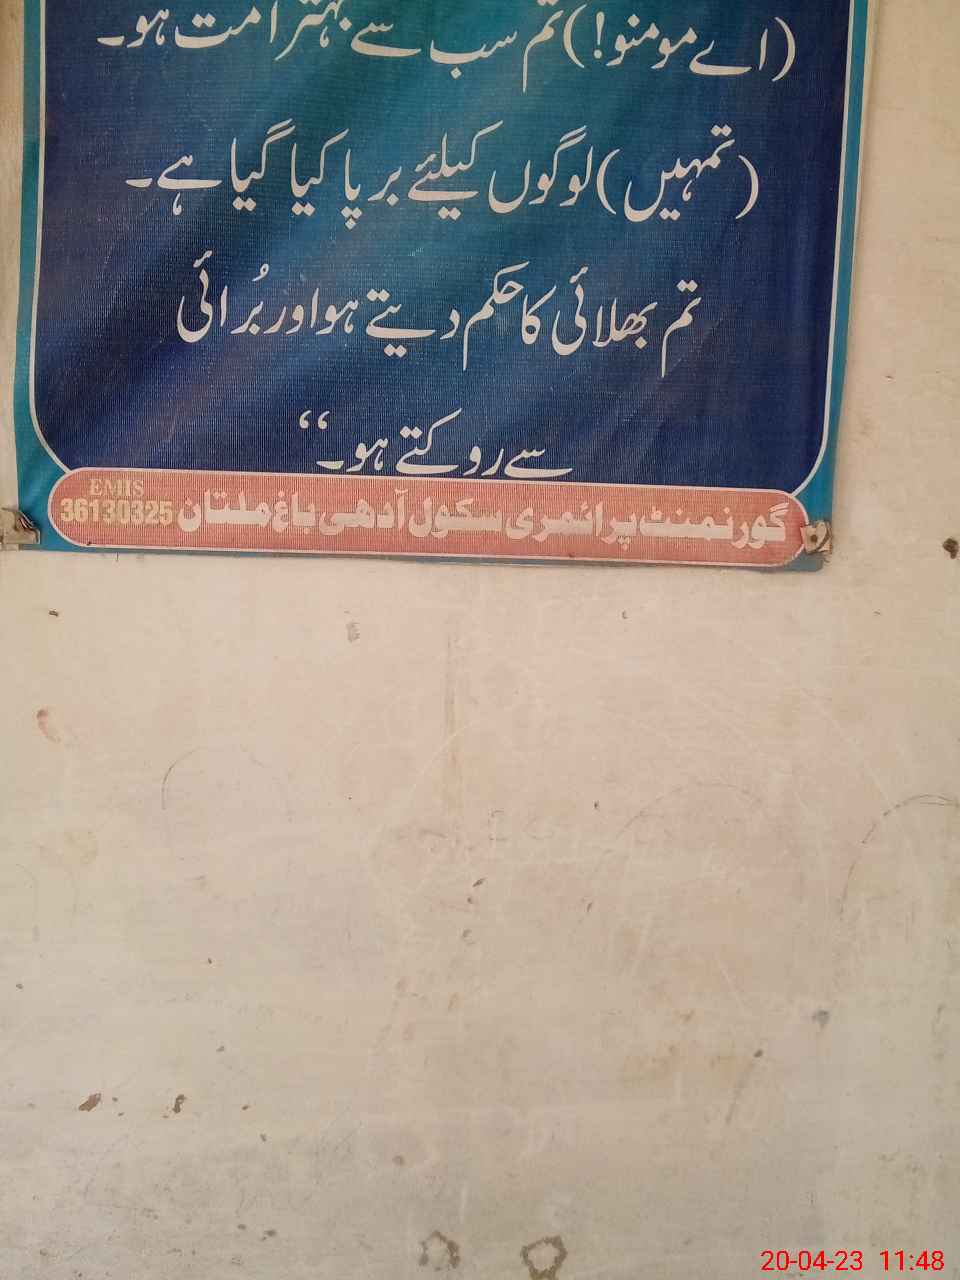 (اے مومنو!) تم سب سے بہتر امت ہو۔
(تمہیں) لوگوں کیلئے برپا کیا گیا ہے۔
تم بھلائی کا حکم دیتے ہو اور بُرائی
سے روکتے ہو۔‘‘
گورنمنٹ پرائمری سکول آدھی باغ ملتان
EMIS
36130325
20-04-23 11:48